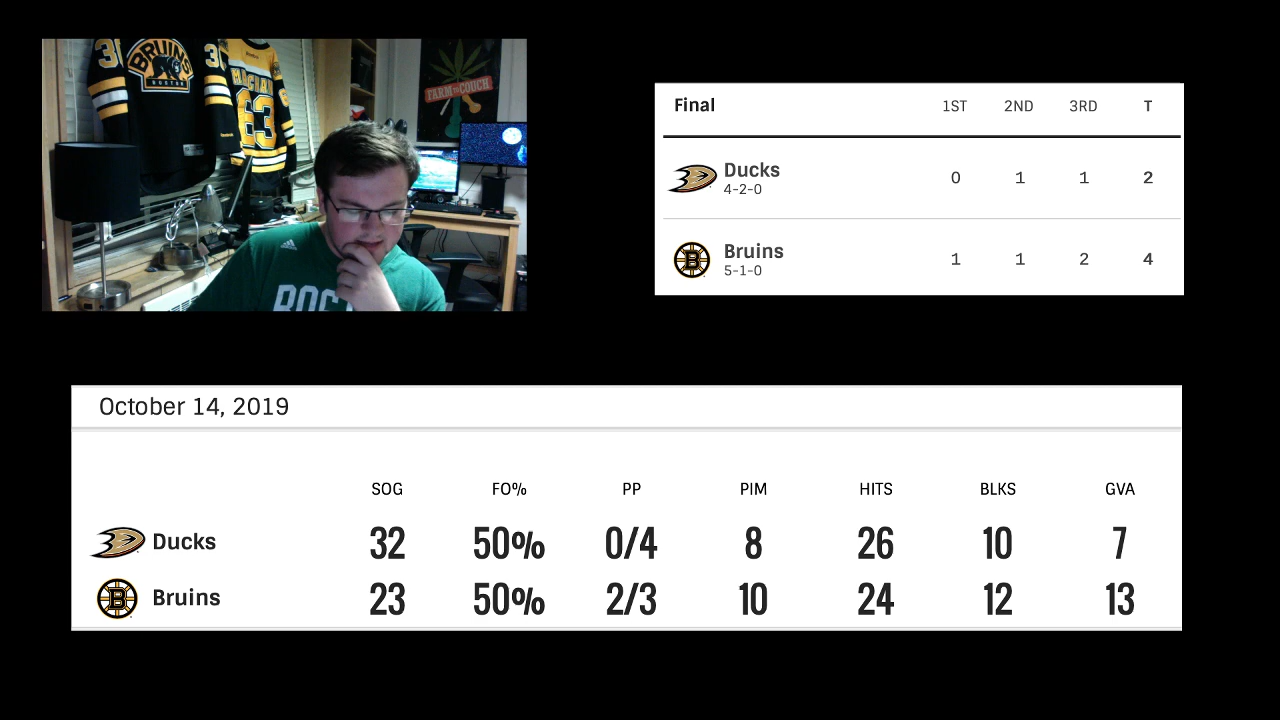 BRUINS
BOSTON
63
FARM TO COUCH
Final 1ST 2ND 3RD T
Ducks 0 1 1 2
4-2-0
Bruins 1 1 2 4
5-1-0
October 14, 2019
SOG FO% PP PIM HITS BLKS GVA
Ducks 32 50% 0/4 8 26 10 7
Bruins 23 50% 2/3 10 24 12 13